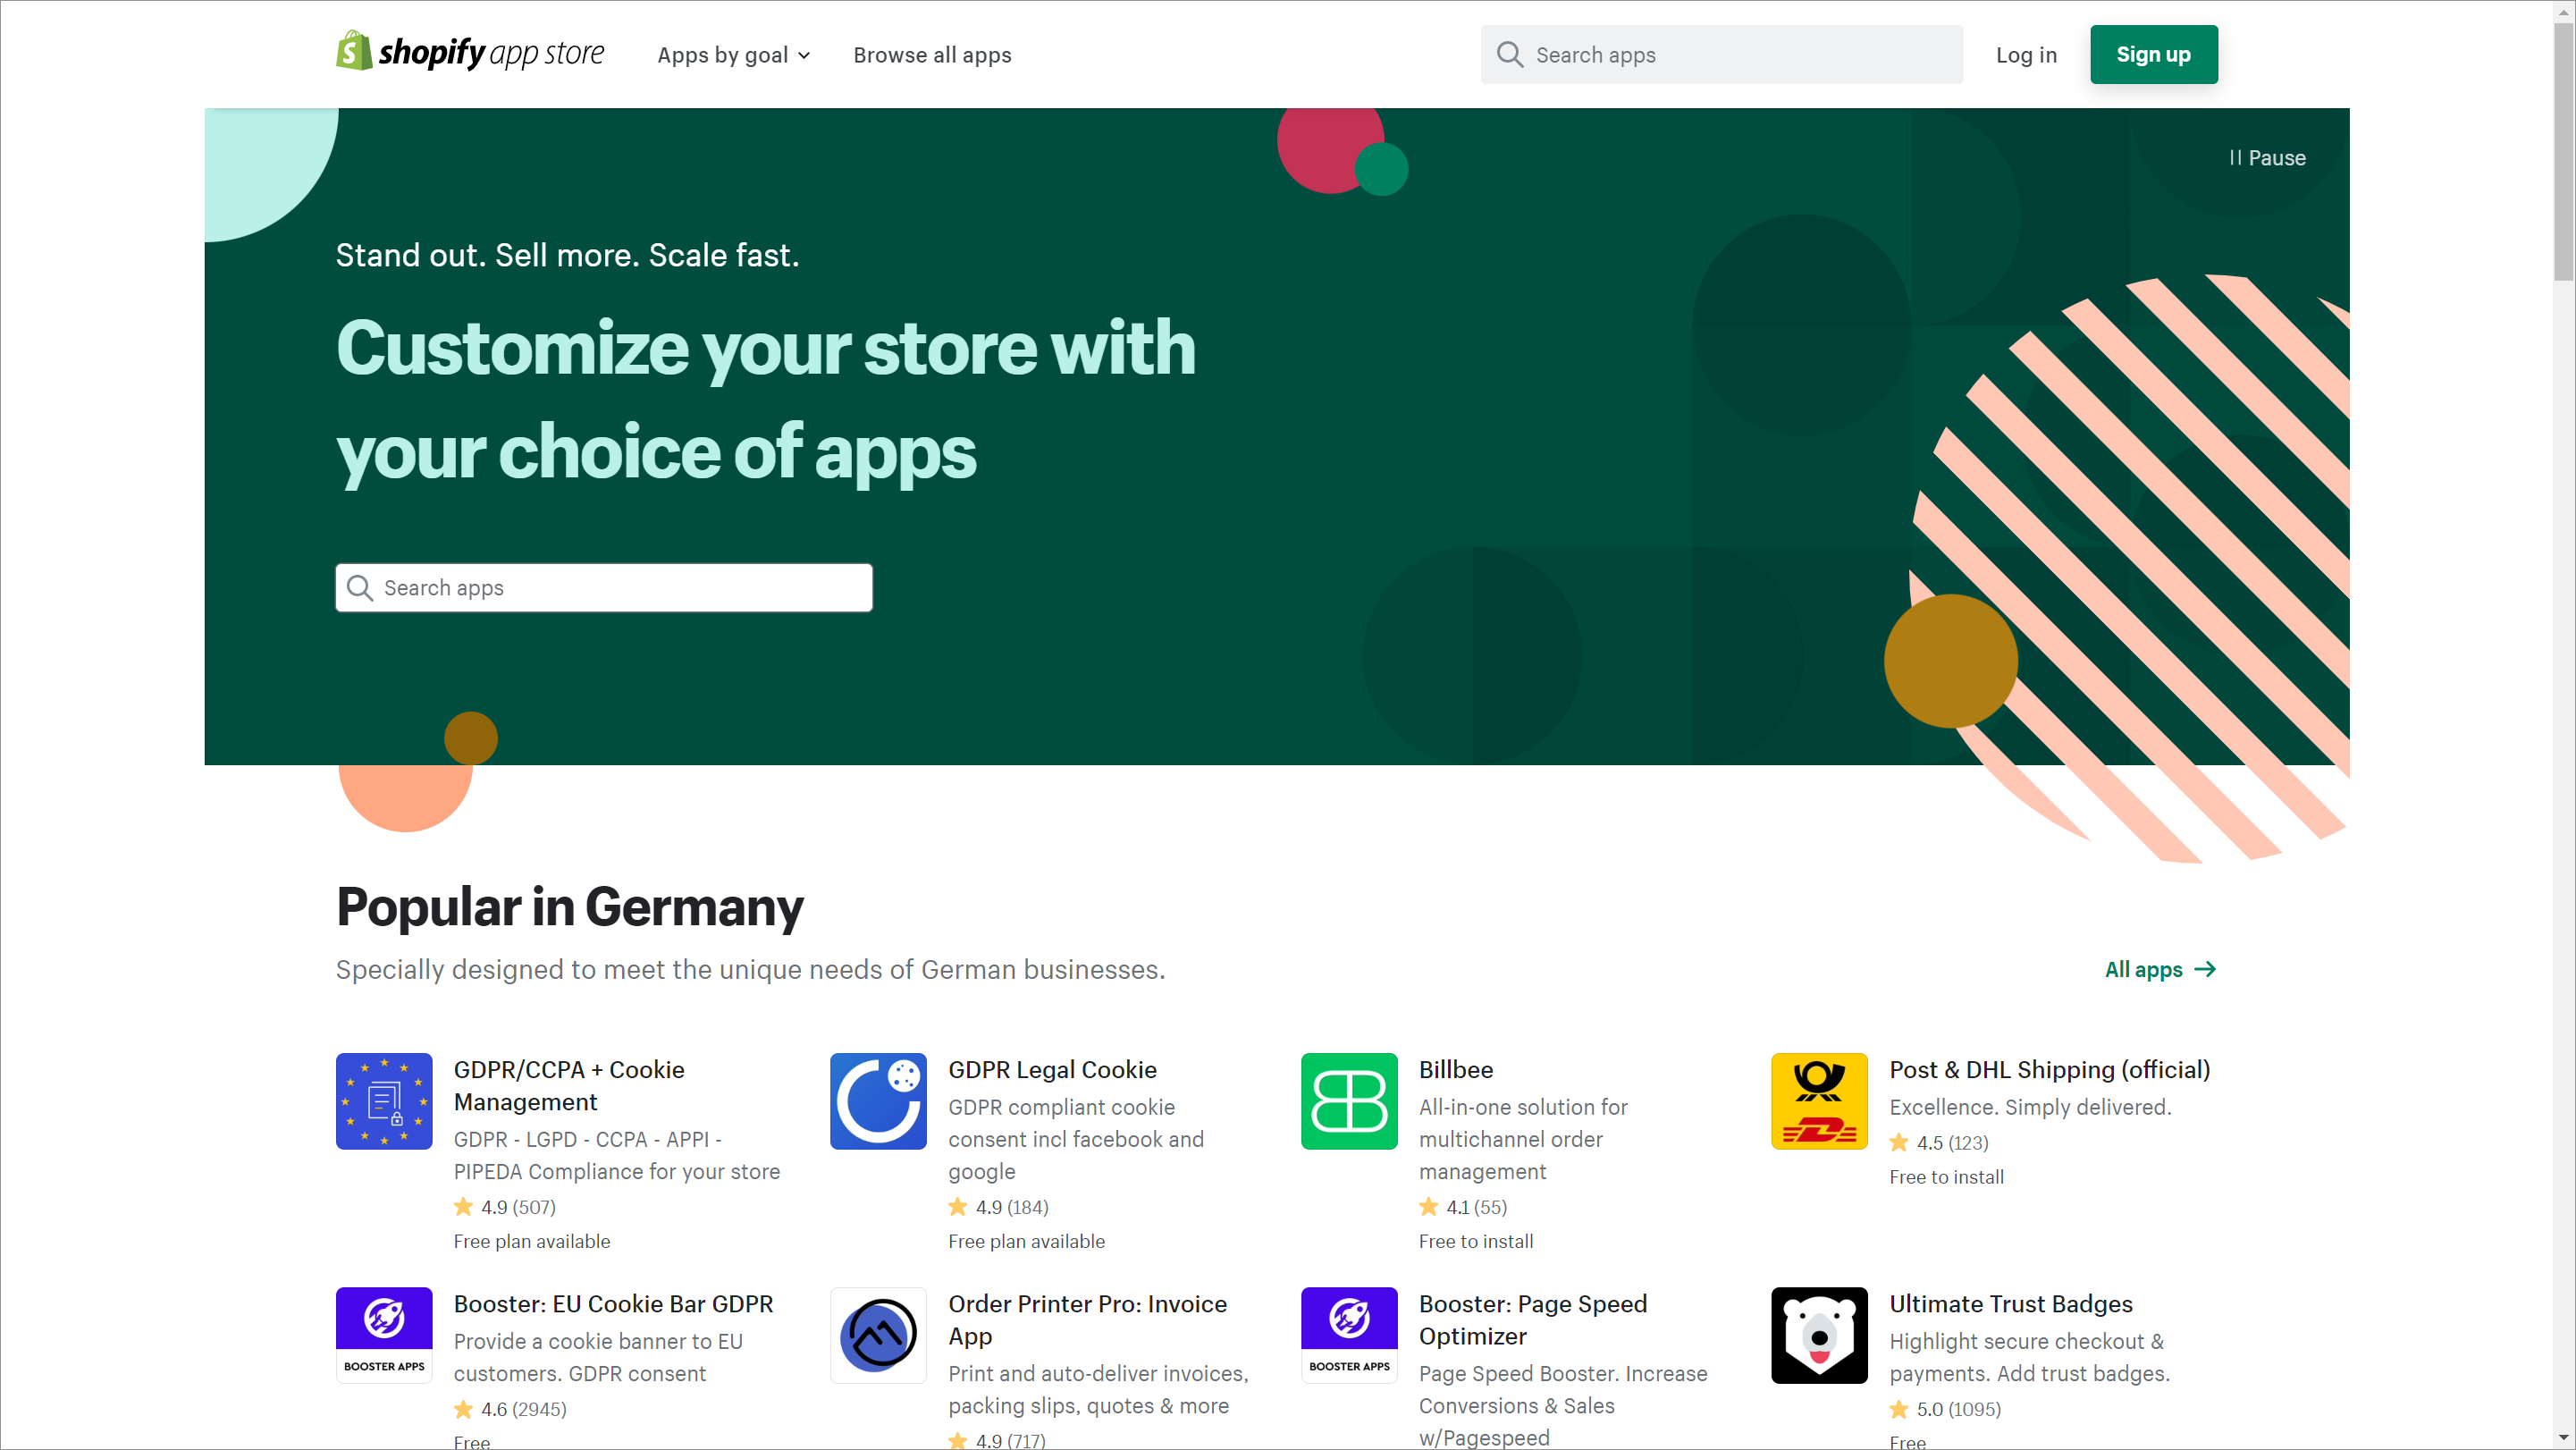 shopify app store
Apps by goal
Browse all apps
Search apps
Log in
Sign up
Pause
Stand out. Sell more. Scale fast.
Customize your store with
your choice of apps
Search apps
Popular in Germany
Specially designed to meet the unique needs of German businesses.
All apps
GDPR/CCPA + Cookie
Management
GDPR - LGPD - CCPA - APPI -
PIPEDA Compliance for your store
4.9 (507)
Free plan available
GDPR Legal Cookie
GDPR compliant cookie
consent incl facebook and
google
4.9 (184)
Free plan available
Billbee
All-in-one solution for
multichannel order
management
4.1 (55)
Free to install
Post & DHL Shipping (official)
Excellence. Simply delivered.
4.5 (123)
Free to install
BOOSTER APPS
Booster: EU Cookie Bar GDPR
Provide a cookie banner to EU
customers. GDPR consent
4.6 (2945)
Free
Order Printer Pro: Invoice
App
Print and auto-deliver invoices,
packing slips, quotes & more
4.9 (717)
BOOSTER APPS
Booster: Page Speed
Optimizer
Page Speed Booster. Increase
Conversions & Sales
w/Pagespeed
Ultimate Trust Badges
Highlight secure checkout &
payments. Add trust badges.
5.0 (1095)
Free